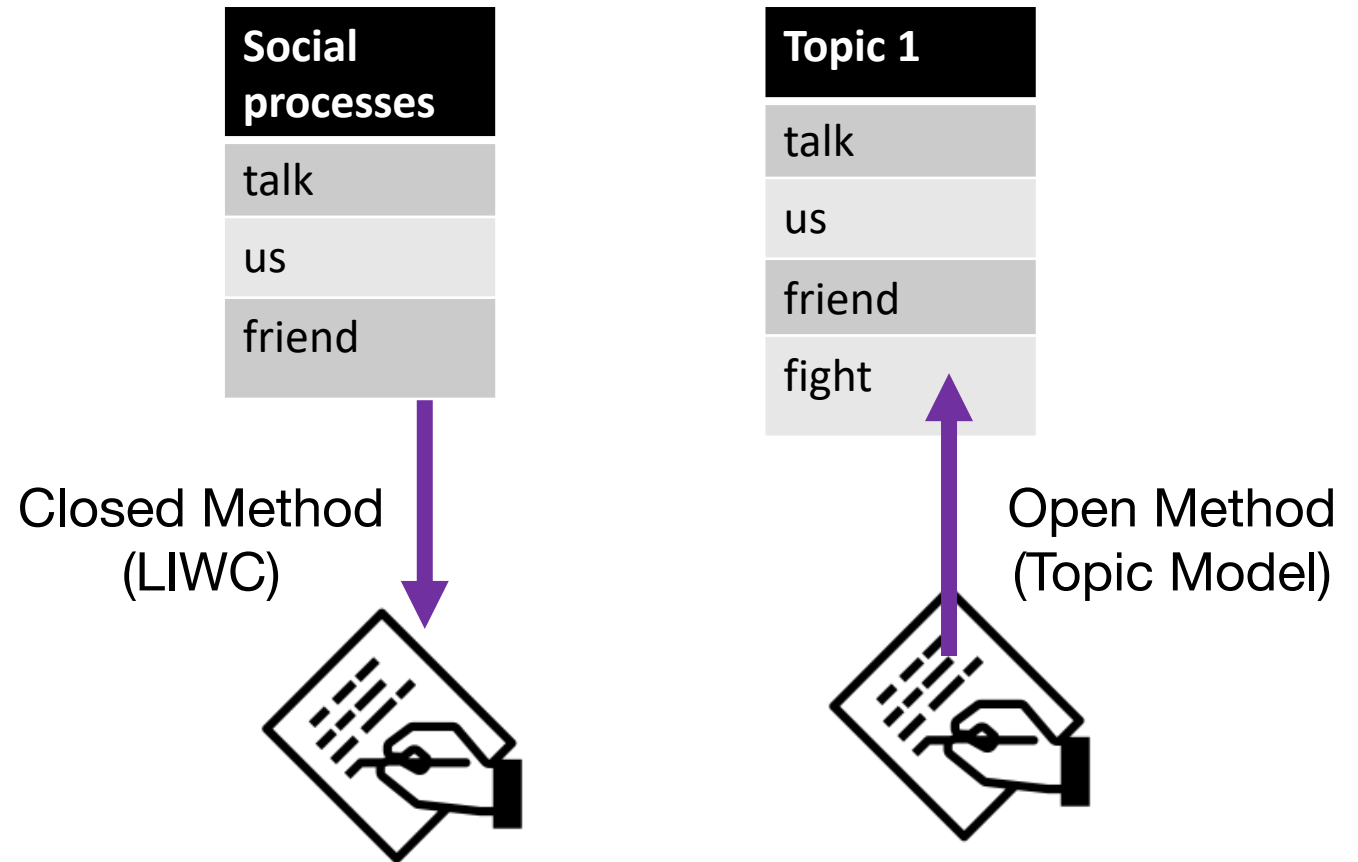 Social
processes
talk
us
friend
Closed Method
(LIWC)
Topic 1
talk
us
friend
fight
Open Method
(Topic Model)